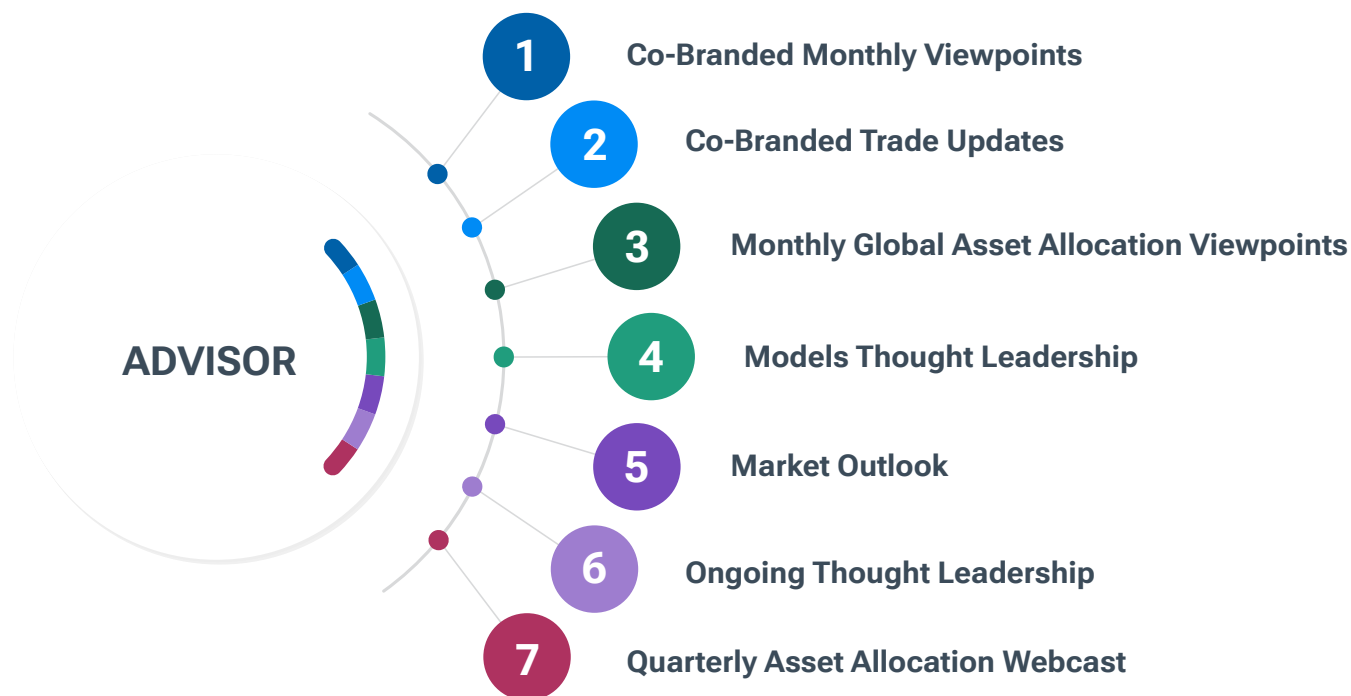 ADVISOR
1
Co-Branded Monthly Viewpoints
2
Co-Branded Trade Updates
3
Monthly Global Asset Allocation Viewpoints
4
Models Thought Leadership
5
Market Outlook
6
Ongoing Thought Leadership
7
Quarterly Asset Allocation Webcast